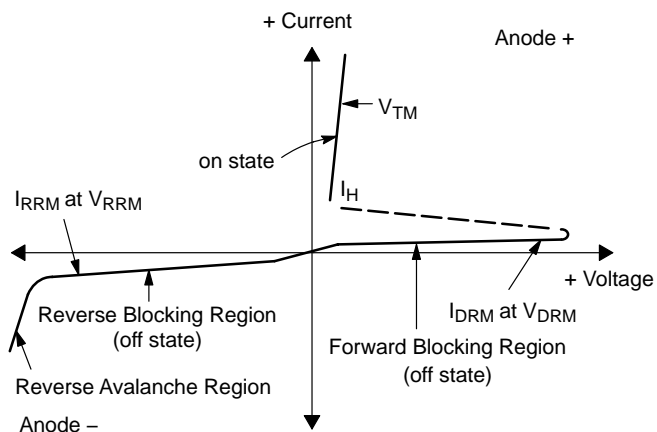 + Current
Anode +
V_TM
on state
I_H
I_RRM at V_RRM
+ Voltage
Reverse Blocking Region
(off state)
I_DRM at V_DRM
Forward Blocking Region
(off state)
Reverse Avalanche Region
Anode –